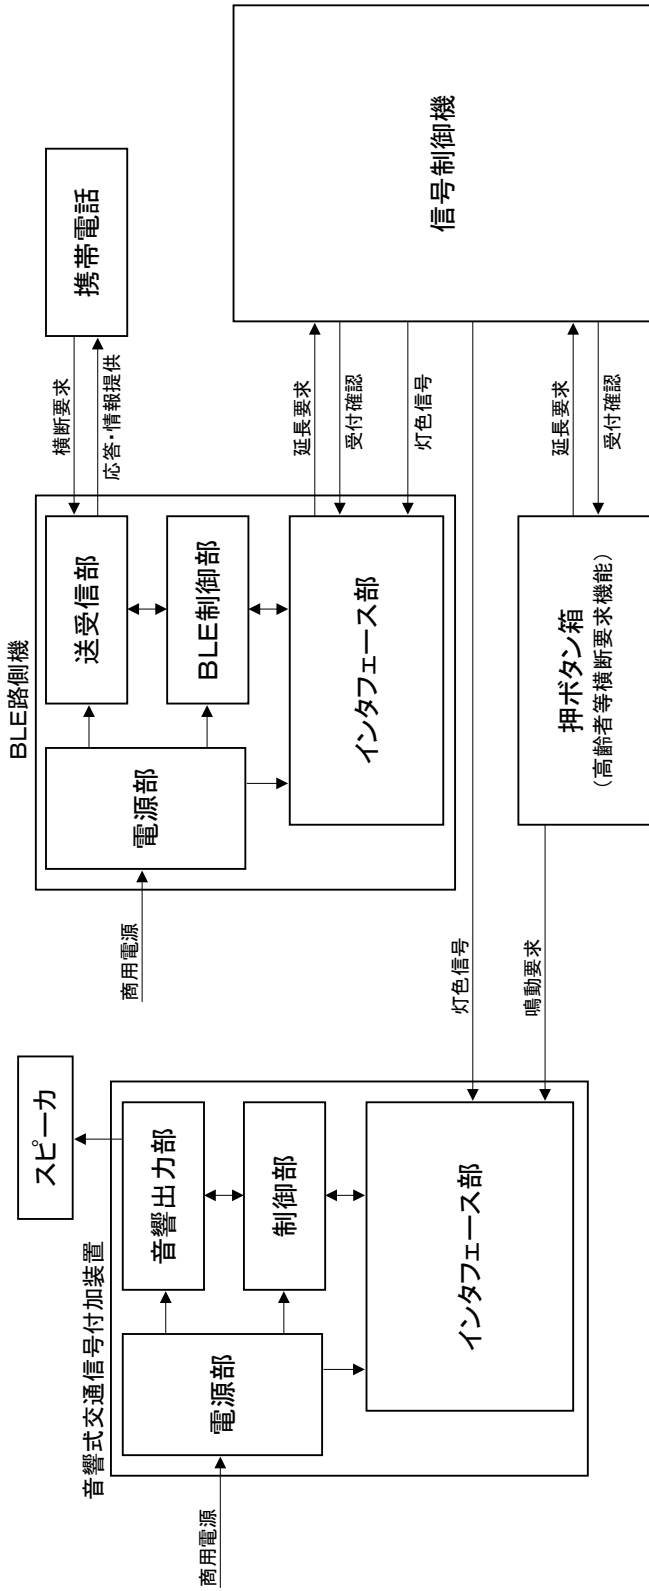 音響式交通信号付加装置
商用電源
電源部
音響出力部
制御部
インタフェース部
スピーカ
BLE路側機
商用電源
電源部
送受信部
BLE制御部
インタフェース部
携帯電話
横断要求
応答・情報提供
延長要求
受付確認
灯色信号
灯色信号
鳴動要求
押ボタン箱
（高齢者等横断要求機能）
延長要求
受付確認
信号制御機